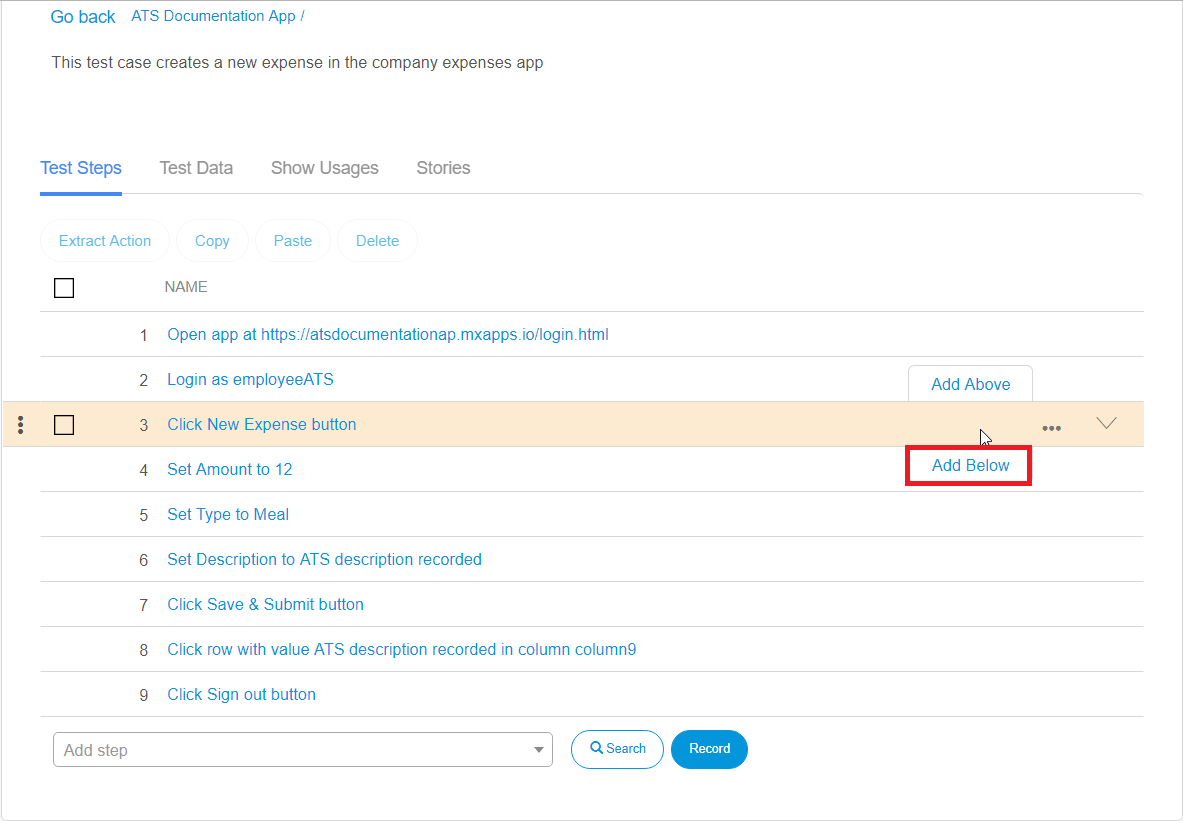 Go back ATS Documentation App /
This test case creates a new expense in the company expenses app
Test Steps Test Data Show Usages Stories
Extract Action Copy Paste Delete
NAME
1 Open app at https://atsdocumentationap.mxapps.io/login.html
2 Login as employeeATS
Add Above
3 Click New Expense button
4 Set Amount to 12
Add Below
5 Set Type to Meal
6 Set Description to ATS description recorded
7 Click Save & Submit button
8 Click row with value ATS description recorded in column column9
9 Click Sign out button
Add step Search Record